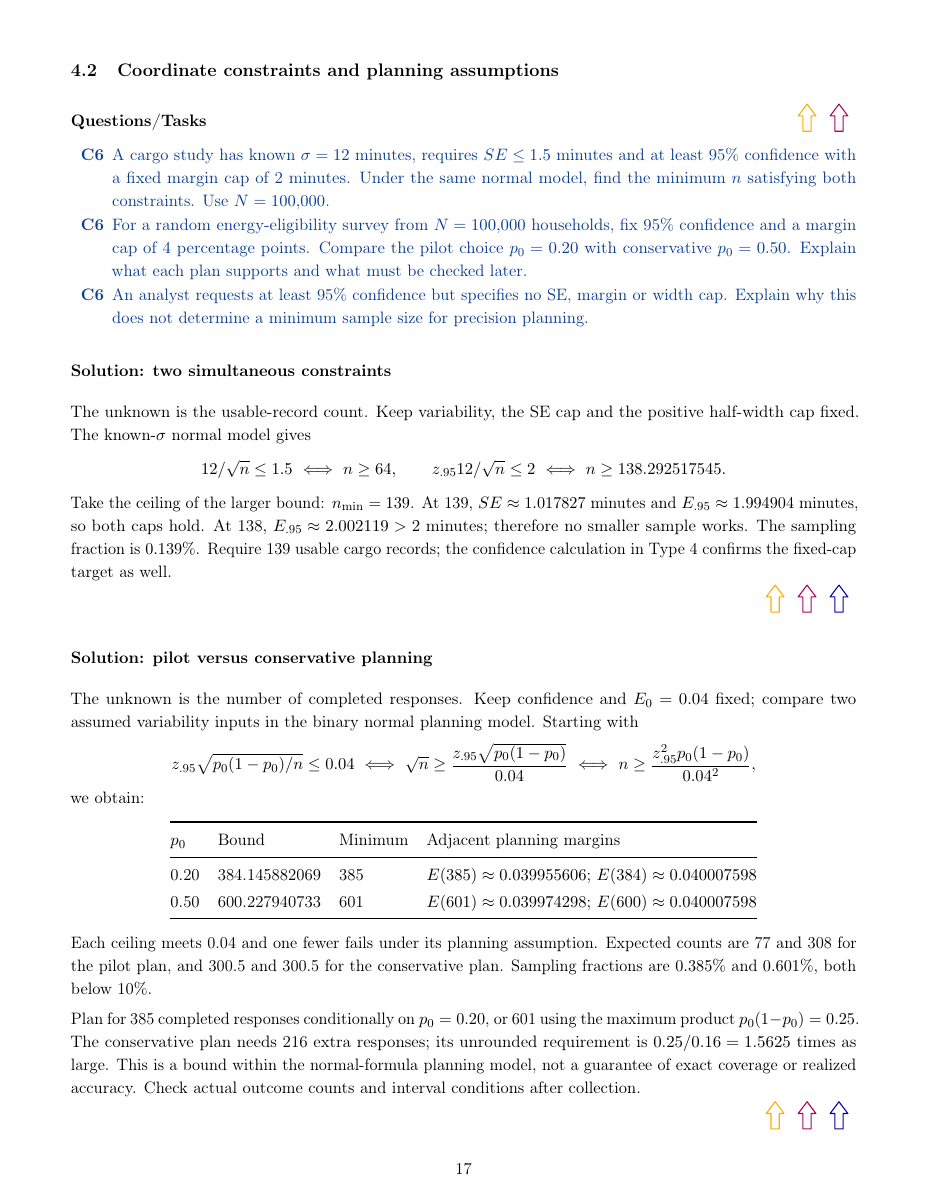 4.2 Coordinate constraints and planning assumptions
Questions/Tasks
C6 A cargo study has known σ = 12 minutes, requires SE ≤ 1.5 minutes and at least 95% confidence with
a fixed margin cap of 2 minutes. Under the same normal model, find the minimum n satisfying both
constraints. Use N = 100,000.
C6 For a random energy-eligibility survey from N = 100,000 households, fix 95% confidence and a margin
cap of 4 percentage points. Compare the pilot choice p₀ = 0.20 with conservative p₀ = 0.50. Explain
what each plan supports and what must be checked later.
C6 An analyst requests at least 95% confidence but specifies no SE, margin or width cap. Explain why this
does not determine a minimum sample size for precision planning.
Solution: two simultaneous constraints
The unknown is the usable-record count. Keep variability, the SE cap and the positive half-width cap fixed.
The known-σ normal model gives
12/√n ≤ 1.5 ⟺ n ≥ 64, z.₉₅12/√n ≤ 2 ⟺ n ≥ 138.292517545.
Take the ceiling of the larger bound: nmin = 139. At 139, SE ≈ 1.017827 minutes and E.₉₅ ≈ 1.994904 minutes,
so both caps hold. At 138, E.₉₅ ≈ 2.002119 > 2 minutes; therefore no smaller sample works. The sampling
fraction is 0.139%. Require 139 usable cargo records; the confidence calculation in Type 4 confirms the fixed-cap
target as well.
Solution: pilot versus conservative planning
The unknown is the number of completed responses. Keep confidence and E₀ = 0.04 fixed; compare two
assumed variability inputs in the binary normal planning model. Starting with
z.₉₅√(p₀(1 − p₀)/n) ≤ 0.04 ⟺ √n ≥ z.₉₅√(p₀(1 − p₀))/0.04 ⟺ n ≥ z².₉₅p₀(1 − p₀)/0.04²,
we obtain:
p₀ Bound Minimum Adjacent planning margins
0.20 384.145882069 385 E(385) ≈ 0.039955606; E(384) ≈ 0.040007598
0.50 600.227940733 601 E(601) ≈ 0.039974298; E(600) ≈ 0.040007598
Each ceiling meets 0.04 and one fewer fails under its planning assumption. Expected counts are 77 and 308 for
the pilot plan, and 300.5 and 300.5 for the conservative plan. Sampling fractions are 0.385% and 0.601%, both
below 10%.
Plan for 385 completed responses conditionally on p₀ = 0.20, or 601 using the maximum product p₀(1−p₀) = 0.25.
The conservative plan needs 216 extra responses; its unrounded requirement is 0.25/0.16 = 1.5625 times as
large. This is a bound within the normal-formula planning model, not a guarantee of exact coverage or realized
accuracy. Check actual outcome counts and interval conditions after collection.
17